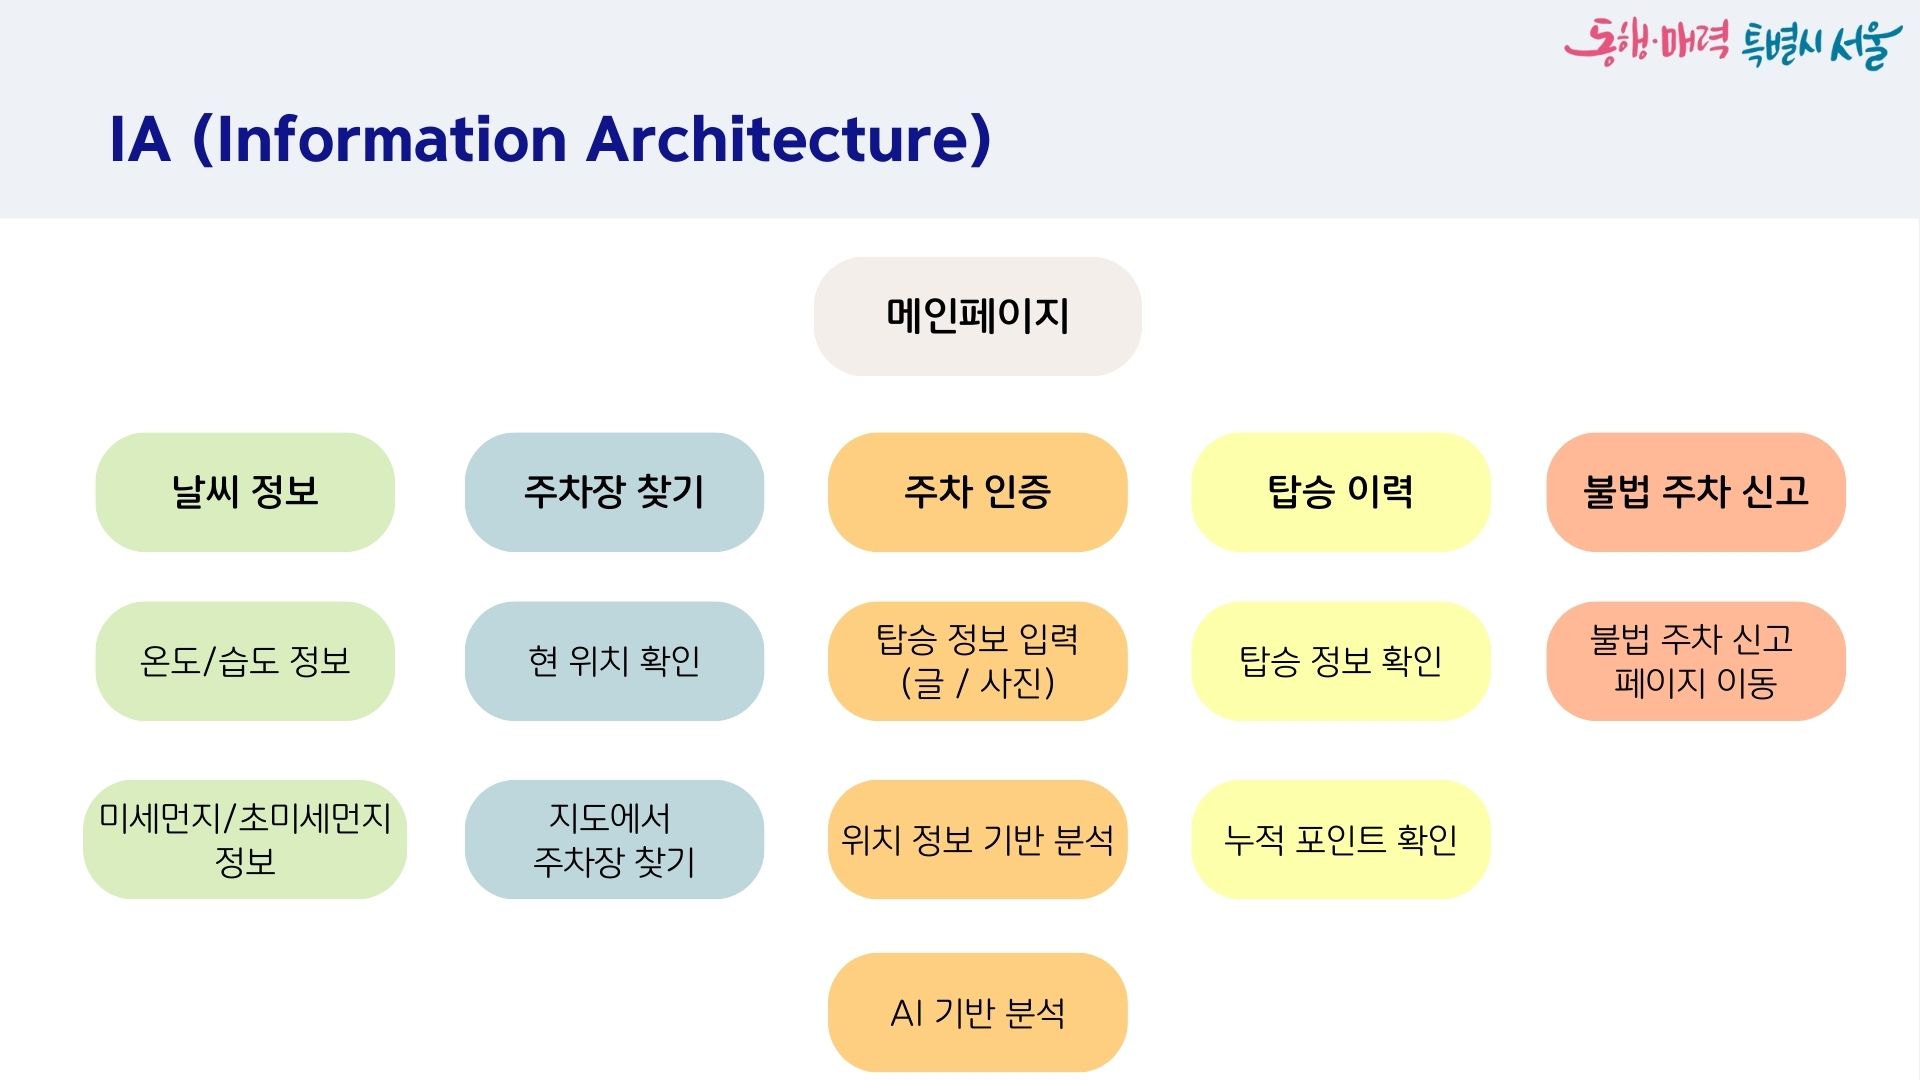 동행·매력 특별시 서울
IA (Information Architecture)
메인페이지
날씨 정보
주차장 찾기
주차 인증
탑승 이력
불법 주차 신고
온도/습도 정보
현 위치 확인
탑승 정보 입력
(글 / 사진)
탑승 정보 확인
불법 주차 신고
페이지 이동
미세먼지/초미세먼지
정보
지도에서
주차장 찾기
위치 정보 기반 분석
누적 포인트 확인
AI 기반 분석